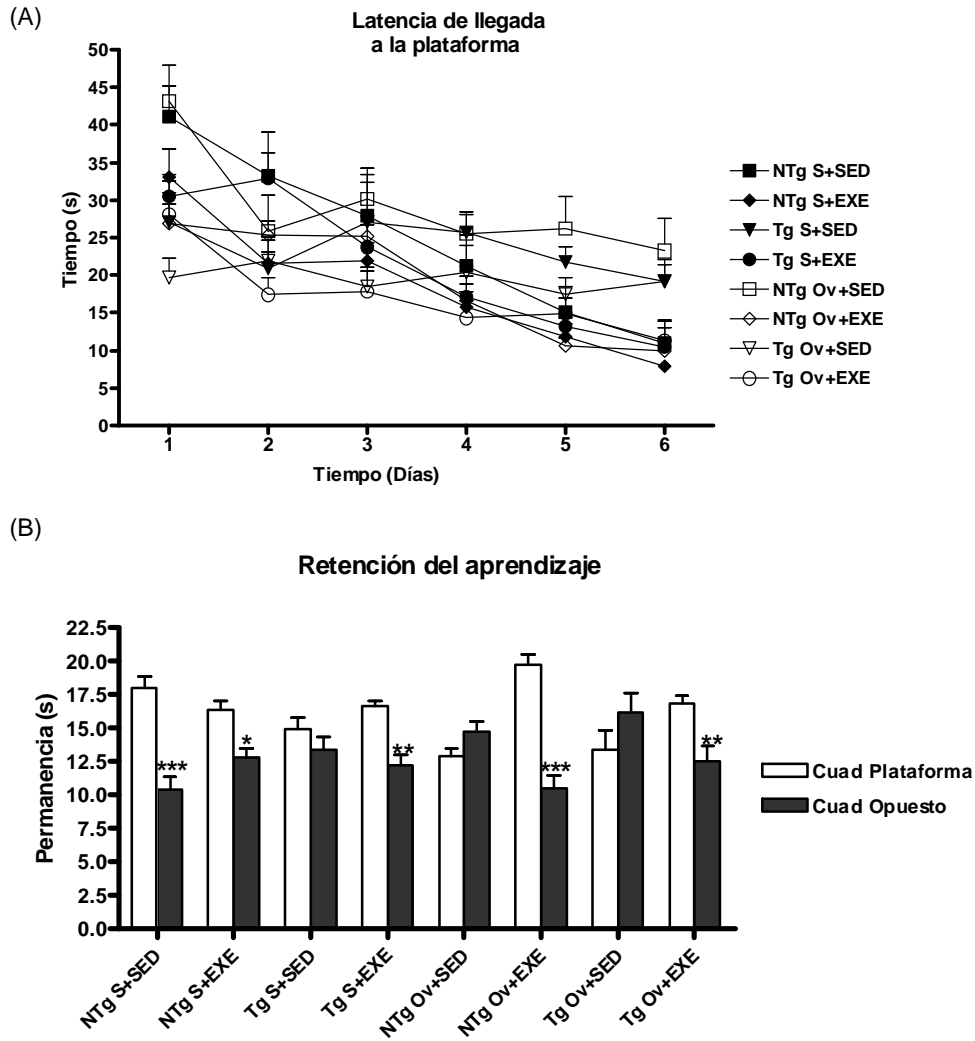 (A)
Latencia de llegada
a la plataforma
50
45
40
35
30
25
20
15
10
5
0
Tiempo (s)
1 2 3 4 5 6
Tiempo (Días)
NTg S+SED
NTg S+EXE
Tg S+SED
Tg S+EXE
NTg Ov+SED
NTg Ov+EXE
Tg Ov+SED
Tg Ov+EXE
(B)
Retención del aprendizaje
22.5
20.0
17.5
15.0
12.5
10.0
7.5
5.0
2.5
0.0
Permanencia (s)
*** * ** *** **
Cuad Plataforma
Cuad Opuesto
NTg S+SED
NTg S+EXE
Tg S+SED
Tg S+EXE
NTg Ov+SED
NTg Ov+EXE
Tg Ov+SED
Tg Ov+EXE